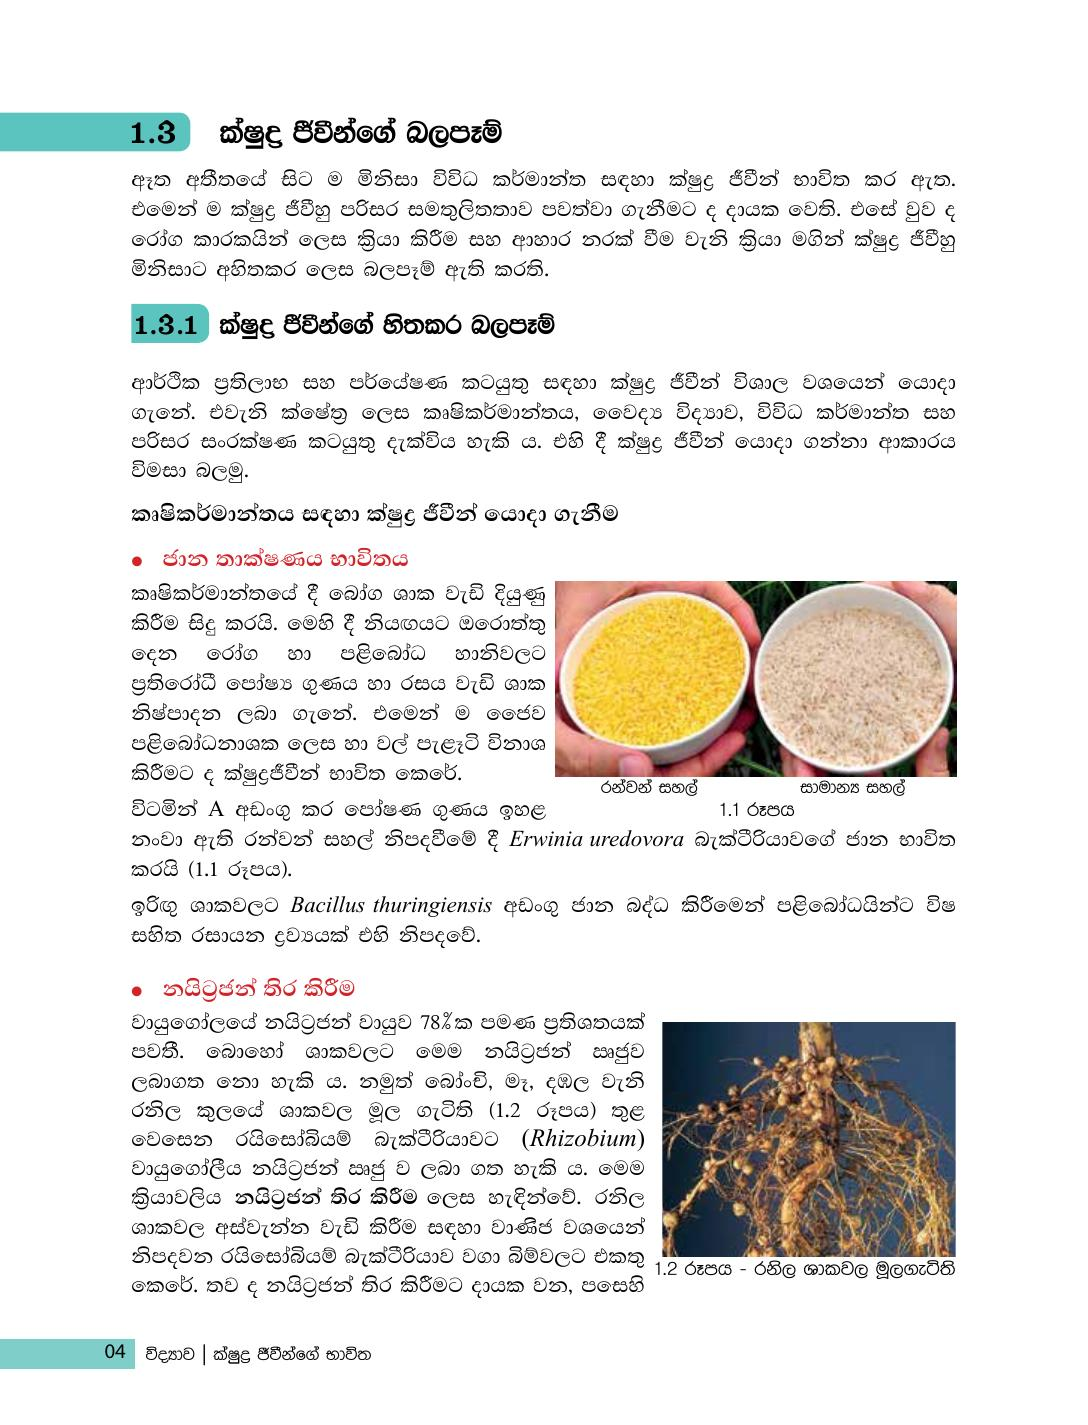 1.3 ක්ෂුද්‍ර ජීවීන්ගේ බලපෑම්
ඈත අතීතයේ සිට ම මිනිසා විවිධ කර්මාන්ත සඳහා ක්ෂුද්‍ර ජීවීන් භාවිත කර ඇත.
එමෙන් ම ක්ෂුද්‍ර ජීවීහු පරිසර සමතුලිතතාව පවත්වා ගැනීමට ද දායක වෙති. එසේ වුව ද
රෝග කාරකයින් ලෙස ක්‍රියා කිරීම සහ ආහාර නරක් වීම වැනි ක්‍රියා මගින් ක්ෂුද්‍ර ජීවීහු
මිනිසාට අහිතකර ලෙස බලපෑම් ඇති කරති.
1.3.1 ක්ෂුද්‍ර ජීවීන්ගේ හිතකර බලපෑම්
ආර්ථික ප්‍රතිලාභ සහ පර්යේෂණ කටයුතු සඳහා ක්ෂුද්‍ර ජීවීන් විශාල වශයෙන් යොදා
ගැනේ. එවැනි ක්ෂේත්‍ර ලෙස කෘෂිකර්මාන්තය, වෛද්‍ය විද්‍යාව, විවිධ කර්මාන්ත සහ
පරිසර සංරක්ෂණ කටයුතු දැක්විය හැකි ය. එහි දී ක්ෂුද්‍ර ජීවීන් යොදා ගන්නා ආකාරය
විමසා බලමු.
කෘෂිකර්මාන්තය සඳහා ක්ෂුද්‍ර ජීවීන් යොදා ගැනීම
• ජාන තාක්ෂණය භාවිතය
කෘෂිකර්මාන්තයේ දී බෝග ශාක වැඩි දියුණු
කිරීම සිදු කරයි. මෙහි දී නියඟයට ඔරොත්තු
දෙන රෝග හා පළිබෝධ හානිවලට
ප්‍රතිරෝධී පෝෂ්‍ය ගුණය හා රසය වැඩි ශාක
නිෂ්පාදන ලබා ගැනේ. එමෙන් ම ජෛව
පළිබෝධනාශක ලෙස හා වල් පැළෑටි විනාශ
කිරීමට ද ක්ෂුද්‍රජීවීන් භාවිත කෙරේ.
රන්වන් සහල් සාමාන්‍ය සහල්
1.1 රූපය
විටමින් A අඩංගු කර පෝෂණ ගුණය ඉහළ
නංවා ඇති රන්වන් සහල් නිපදවීමේ දී Erwinia uredovora බැක්ටීරියාවගේ ජාන භාවිත
කරයි (1.1 රූපය).
ඉරිඟු ශාකවලට Bacillus thuringiensis අඩංගු ජාන බද්ධ කිරීමෙන් පළිබෝධයින්ට විෂ
සහිත රසායන ද්‍රව්‍යයක් එහි නිපදවේ.
• නයිට්‍රජන් තිර කිරීම
වායුගෝලයේ නයිට්‍රජන් වායුව 78%ක පමණ ප්‍රතිශතයක්
පවතී. බොහෝ ශාකවලට මෙම නයිට්‍රජන් ඍජුව
ලබාගත නො හැකි ය. නමුත් බෝංචි, මෑ, දඹල වැනි
රනිල කුලයේ ශාකවල මූල ගැටිති (1.2 රූපය) තුළ
වෙසෙන රයිසෝබියම් බැක්ටීරියාවට (Rhizobium)
වායුගෝලීය නයිට්‍රජන් ඍජු ව ලබා ගත හැකි ය. මෙම
ක්‍රියාවලිය නයිට්‍රජන් තිර කිරීම ලෙස හැඳින්වේ. රනිල
ශාකවල අස්වැන්න වැඩි කිරීම සඳහා වාණිජ වශයෙන්
නිපදවන රයිසෝබියම් බැක්ටීරියාව වගා බිම්වලට එකතු
කෙරේ. තව ද නයිට්‍රජන් තිර කිරීමට දායක වන, පසෙහි
1.2 රූපය - රනිල ශාකවල මූලගැටිති
04 විද්‍යාව | ක්ෂුද්‍ර ජීවීන්ගේ භාවිත